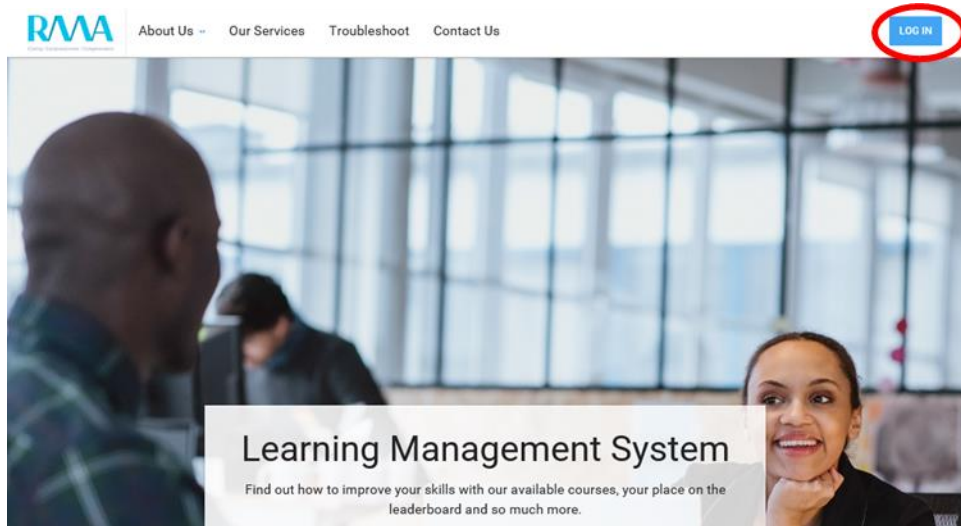 RMA
About Us
Our Services
Troubleshoot
Contact Us
LOG IN
Learning Management System
Find out how to improve your skills with our available courses, your place on the
leaderboard and so much more.